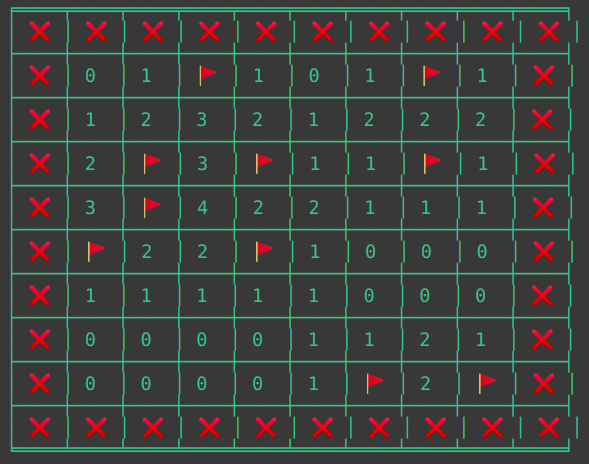 ❌ ❌ ❌ ❌ ❌ ❌ ❌ ❌ ❌ ❌
❌ 0 1 🚩 1 0 1 🚩 1 ❌
❌ 1 2 3 2 1 2 2 2 ❌
❌ 2 🚩 3 🚩 1 1 🚩 1 ❌
❌ 3 🚩 4 2 2 1 1 1 ❌
❌ 🚩 2 2 🚩 1 0 0 0 ❌
❌ 1 1 1 1 1 0 0 0 ❌
❌ 0 0 0 0 1 1 2 1 ❌
❌ 0 0 0 0 1 🚩 2 🚩 ❌
❌ ❌ ❌ ❌ ❌ ❌ ❌ ❌ ❌ ❌